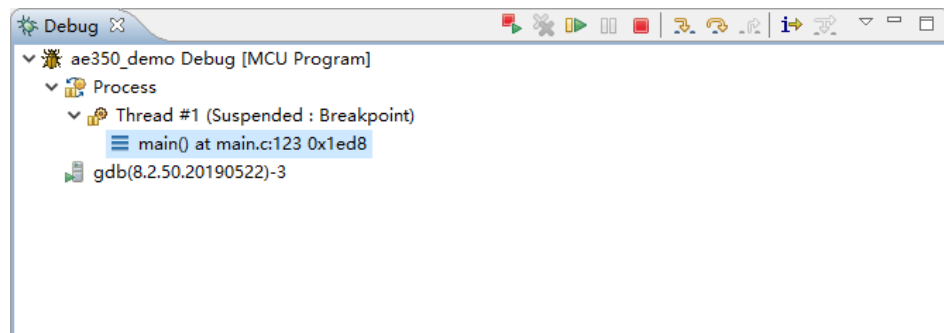 Debug
ae350_demo Debug [MCU Program]
Process
Thread #1 (Suspended : Breakpoint)
main() at main.c:123 0x1ed8
gdb(8.2.50.20190522)-3